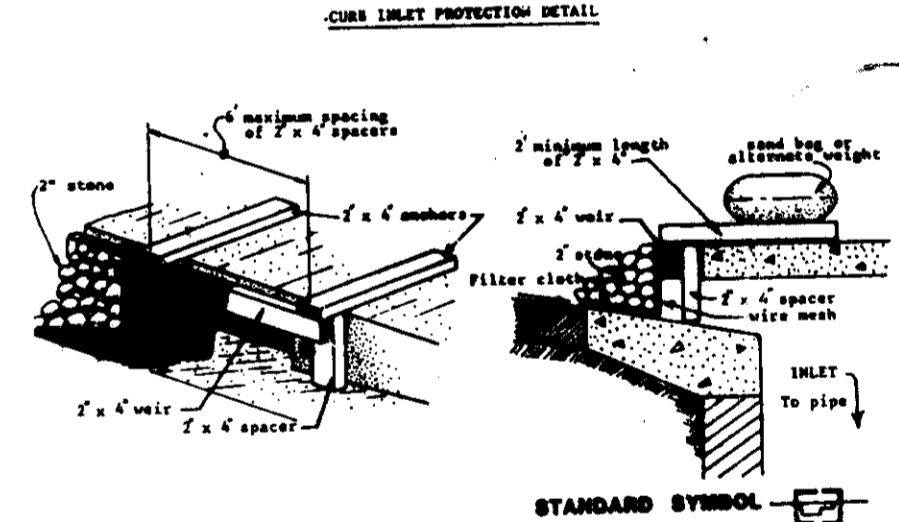 CURB INLET PROTECTION DETAIL
6' maximum spacing
of 2" x 4" spacers
2" stone
2" x 4" anchors
2" x 4" weir
2" x 4" spacer
2' minimum length
of 2" x 4"
sand bag or
alternate weight
2" x 4" weir
2" stone
Filter cloth
2" x 4" spacer
wire mesh
INLET
To pipe
STANDARD SYMBOL